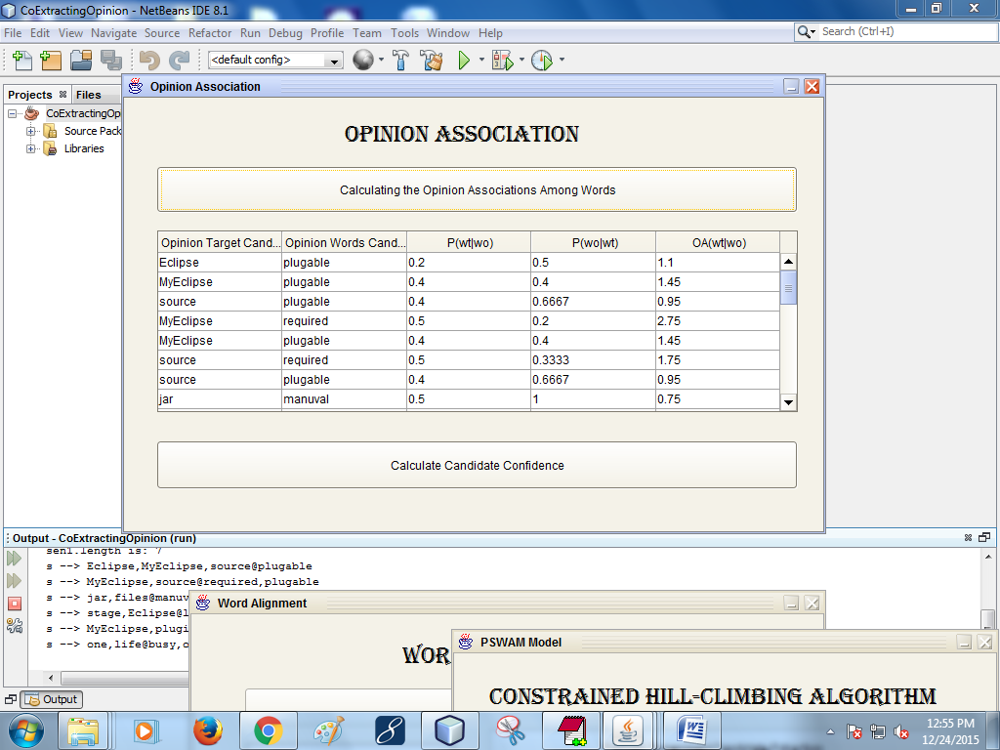 CoExtractingOpinion - NetBeans IDE 8.1
File Edit View Navigate Source Refactor Run Debug Profile Team Tools Window Help
Search (Ctrl+I)
<default config>
Projects Files
CoExtractingOp
Source Pack
Libraries
Opinion Association
OPINION ASSOCIATION
Calculating the Opinion Associations Among Words
Opinion Target Cand... Opinion Words Cand... P(wt|wo) P(wo|wt) OA(wt|wo)
Eclipse plugable 0.2 0.5 1.1
MyEclipse plugable 0.4 0.4 1.45
source plugable 0.4 0.6667 0.95
MyEclipse required 0.5 0.2 2.75
MyEclipse plugable 0.4 0.4 1.45
source required 0.5 0.3333 1.75
source plugable 0.4 0.6667 0.95
jar manuval 0.5 1 0.75
Calculate Candidate Confidence
Output - CoExtractingOpinion (run)
sen1.length is: 7
s --> Eclipse,MyEclipse,source@plugable
s --> MyEclipse,source@required,plugable
s --> jar,files@manuv
s --> stage,Eclipse@l
s --> MyEclipse,plugi
s --> one,life@busy,o
Word Alignment
WOR
PSWAM Model
CONSTRAINED HILL-CLIMBING ALGORITHM
Output
12:55 PM
12/24/2015